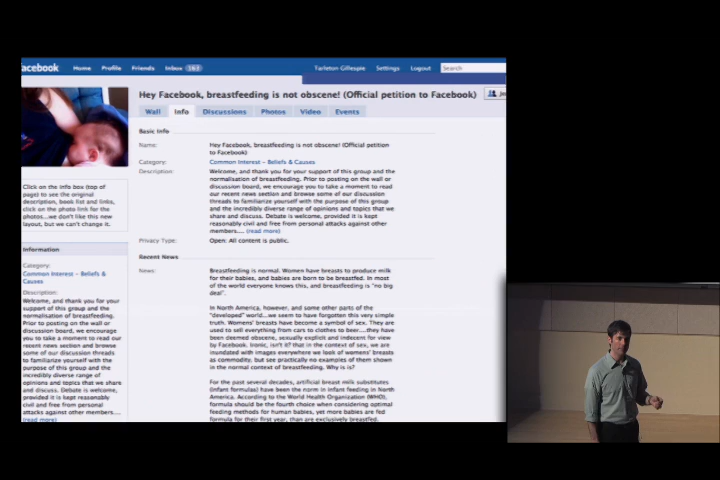 acebook Home Profile Friends Inbox 163 Tarleton Gillespie Settings Logout Search
Hey Facebook, breastfeeding is not obscene! (Official petition to Facebook)
Wall Info Discussions Photos Video Events
Basic Info
Name: Hey Facebook, breastfeeding is not obscene! (Official petition
to Facebook)
Category: Common Interest - Beliefs & Causes
Description: Welcome, and thank you for your support of this group and the
normalisation of breastfeeding. Prior to posting on the wall or
discussion board, we encourage you to take a moment to read
our recent news section and browse some of our discussion
threads to familiarize yourself with the purpose of this group
and the incredibly diverse range of opinions and topics that we
share and discuss. Debate is welcome, provided it is kept
reasonably civil and free from personal attacks against other
members.... (read more)
Privacy Type: Open: All content is public.
Recent News
News: Breastfeeding is normal. Women have breasts to produce milk
for their babies, and babies are born to be breastfed. In most
of the world everyone knows this, and breastfeeding is "no big
deal".
In North America, however, and some other parts of the
"developed" world...we seem to have forgotten this very simple
truth. Womens' breasts have become a symbol of sex. They are
used to sell everything from cars to clothes to beer....they have
been deemed obscene, sexually explicit and indecent for view
by Facebook. Ironic, isn't it? that in the context of sex, we are
inundated with images everywhere we look of womens' breasts
as commodity, but see practically no examples of them shown
in the normal context of breastfeeding. Why is?
For the past several decades, artificial breast milk substitutes
(infant formulas) have been the norm in infant feeding in North
America. According to the World Health Organization (WHO),
formula should be the fourth choice when considering optimal
feeding methods for human babies, yet more babies are fed
formula for their first year, than are exclusively breastfed.
Click on the info box (top of
page) to see the original
description, book list and links,
click on the photo link for the
photos...we don't like this new
layout, but we can't change it.
Information
Category:
Common Interest - Beliefs &
Causes
Description:
Welcome, and thank you for your
support of this group and the
normalisation of breastfeeding.
Prior to posting on the wall or
discussion board, we encourage
you to take a moment to read our
recent news section and browse
some of our discussion threads to
familiarize yourself with the
purpose of this group and the
incredibly diverse range of
opinions and topics that we share
and discuss. Debate is welcome,
provided it is kept reasonably
civil and free from personal
attacks against other members....
(read more)